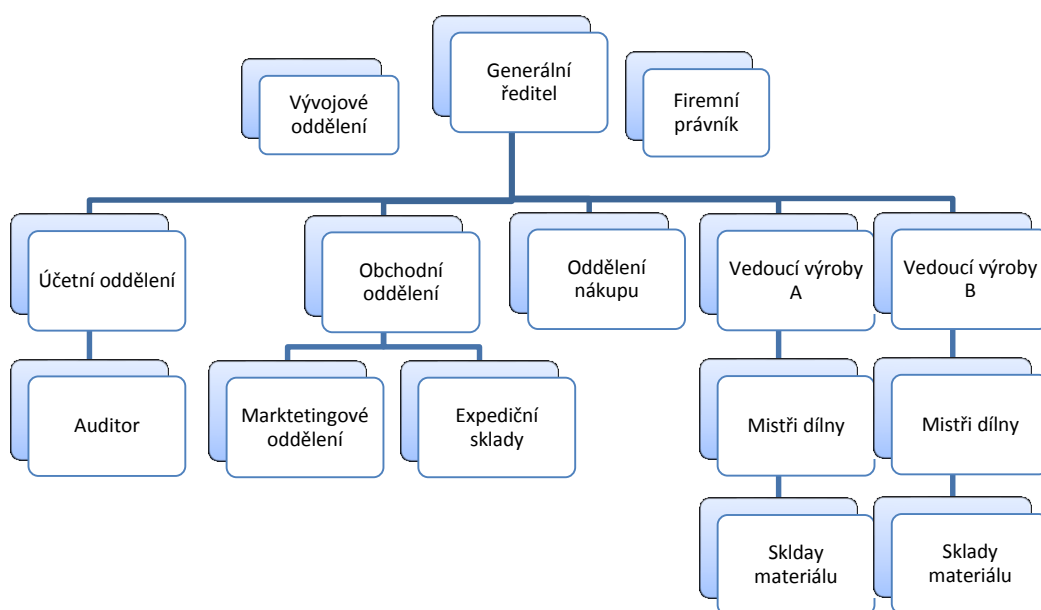 Generální
ředitel
Vývojové
oddělení
Firemní
právník
Účetní oddělení
Obchodní
oddělení
Oddělení
nákupu
Vedoucí výroby
A
Vedoucí výroby
B
Auditor
Marktetingové
oddělení
Expediční
sklady
Mistři dílny
Mistři dílny
Sklday
materiálu
Sklady
materiálu